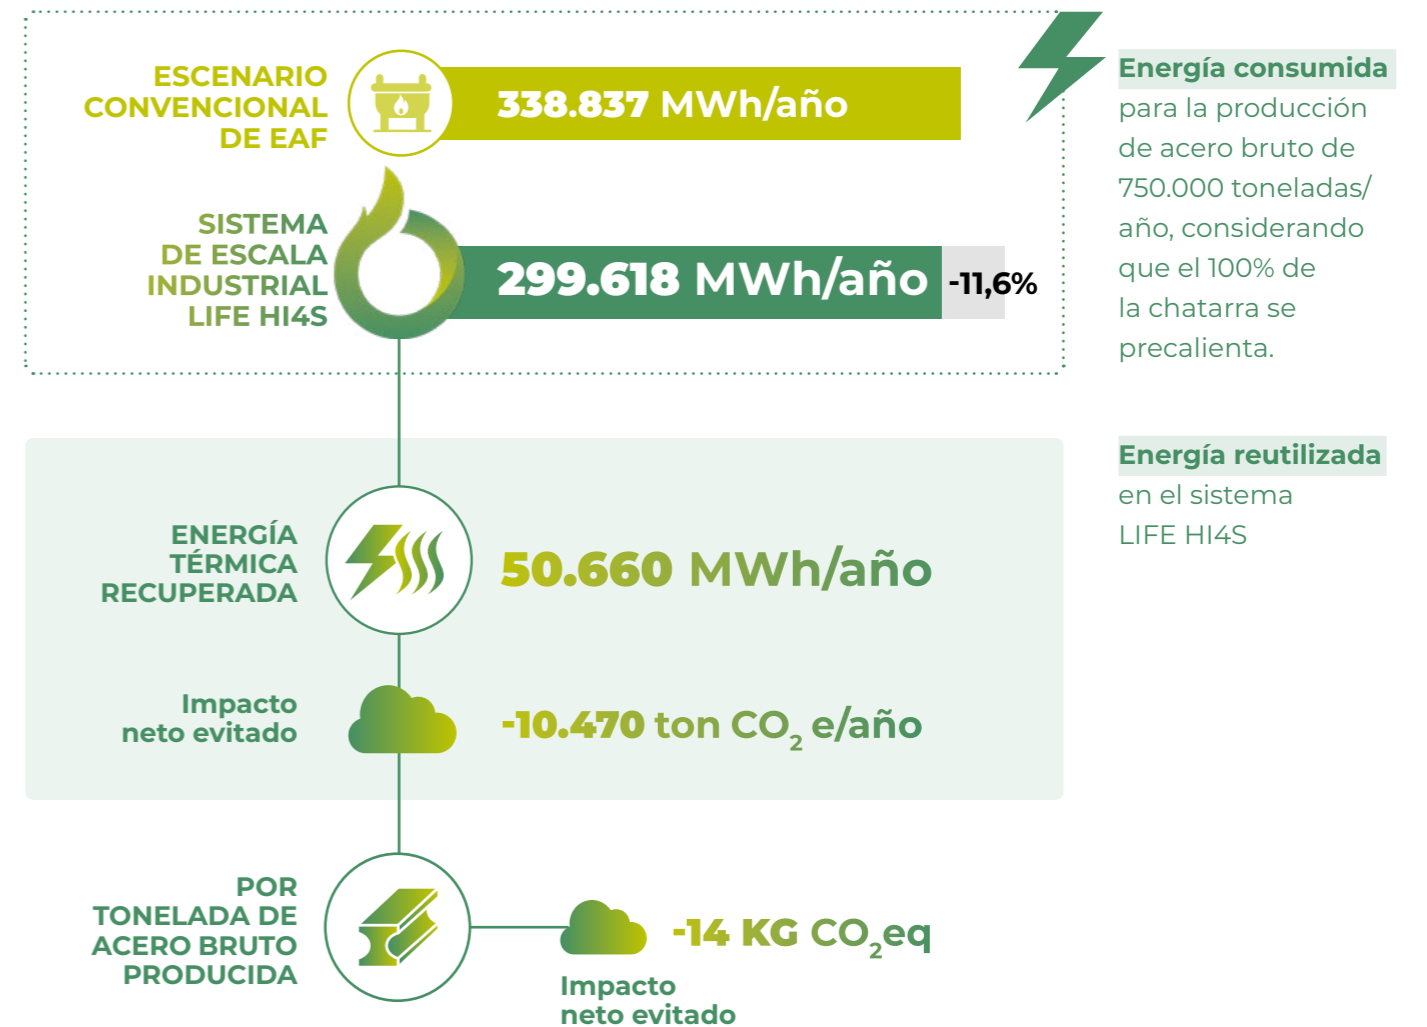 ESCENARIO
CONVENCIONAL
DE EAF
338.837 MWh/año
SISTEMA
DE ESCALA
INDUSTRIAL
LIFE HI4S
299.618 MWh/año
-11,6%
Energía consumida
para la producción
de acero bruto de
750.000 toneladas/
año, considerando
que el 100% de
la chatarra se
precalienta.
ENERGÍA
TÉRMICA
RECUPERADA
50.660 MWh/año
Energía reutilizada
en el sistema
LIFE HI4S
Impacto
neto evitado
-10.470 ton CO₂ e/año
POR
TONELADA DE
ACERO BRUTO
PRODUCIDA
-14 KG CO₂eq
Impacto
neto evitado